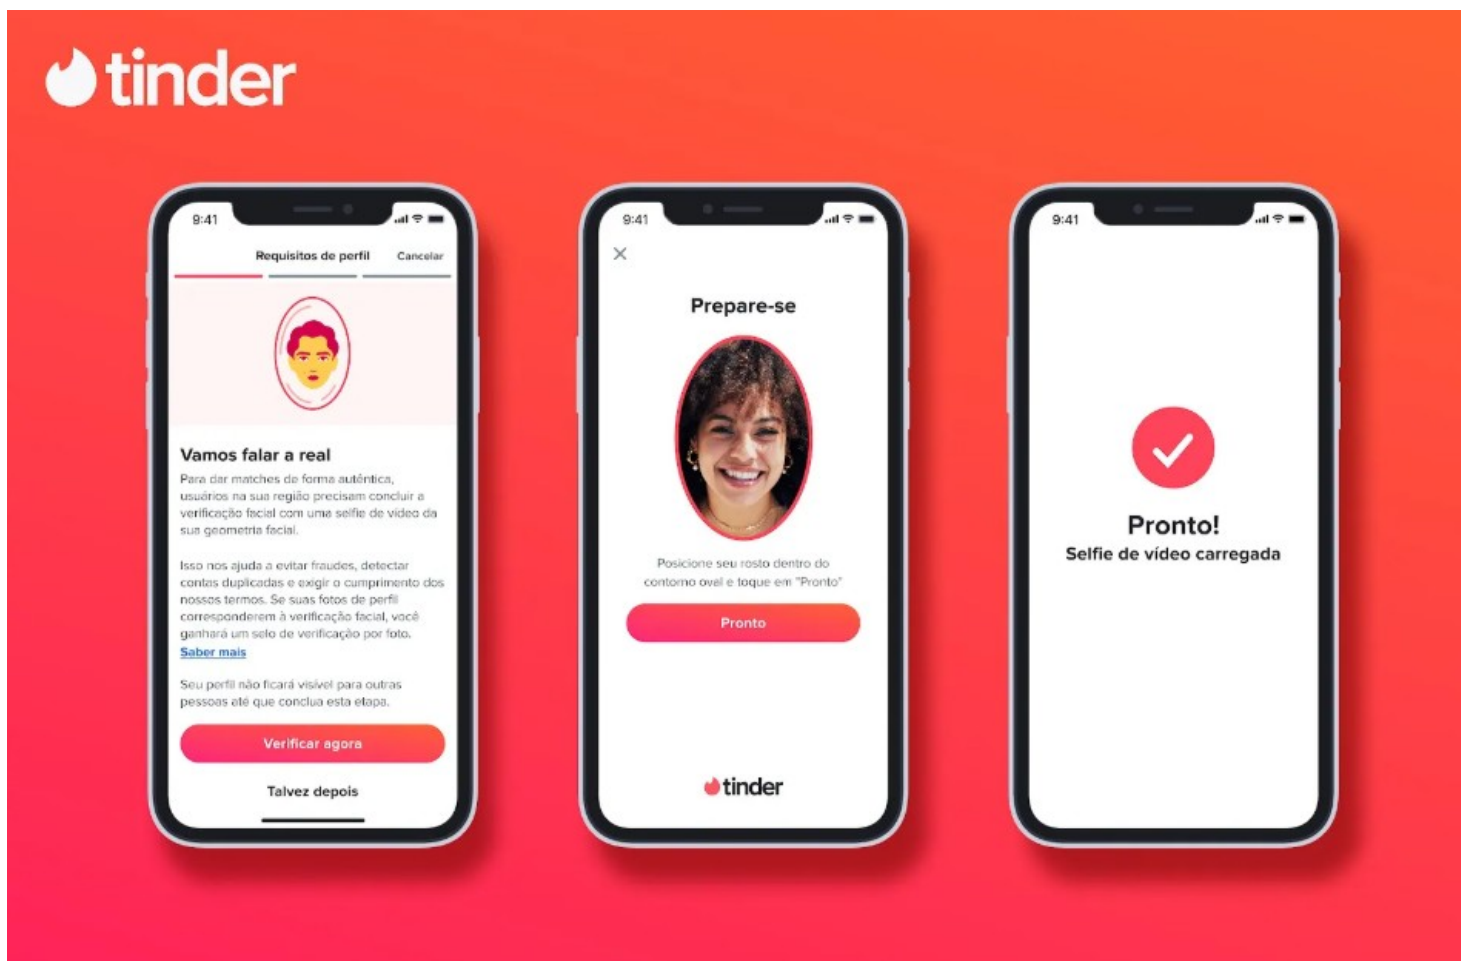 tinder
9:41
Requisitos de perfil Cancelar
Vamos falar a real
Para dar matches de forma autêntica,
usuários na sua região precisam concluir a
verificação facial com uma selfie de vídeo da
sua geometria facial.
Isso nos ajuda a evitar fraudes, detectar
contas duplicadas e exigir o cumprimento dos
nossos termos. Se suas fotos de perfil
corresponderem à verificação facial, você
ganhará um selo de verificação por foto.
Saber mais
Seu perfil não ficará visível para outras
pessoas até que conclua esta etapa.
Verificar agora
Talvez depois
9:41
Prepare-se
Posicione seu rosto dentro do
contorno oval e toque em "Pronto"
Pronto
tinder
9:41
Pronto!
Selfie de vídeo carregada